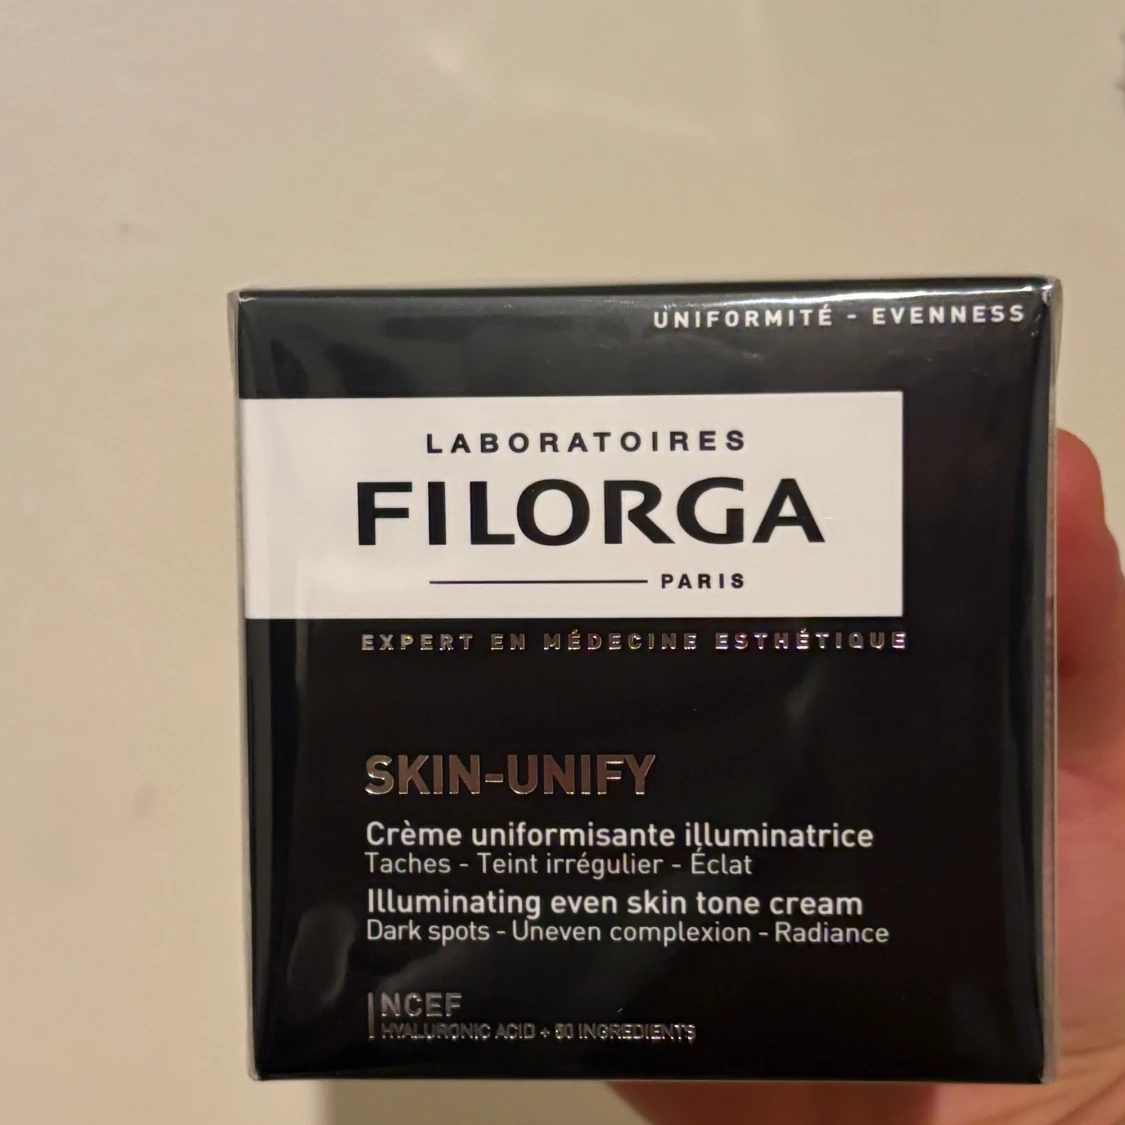 UNIFORMITÉ - EVENNESS
LABORATOIRES
FILORGA
PARIS
EXPERT EN MÉDECINE ESTHÉTIQUE
SKIN-UNIFY
Crème uniformisante illuminatrice
Taches - Teint irrégulier - Éclat
Illuminating even skin tone cream
Dark spots - Uneven complexion - Radiance
NCEF
HYALURONIC ACID + 50 INGREDIENTS